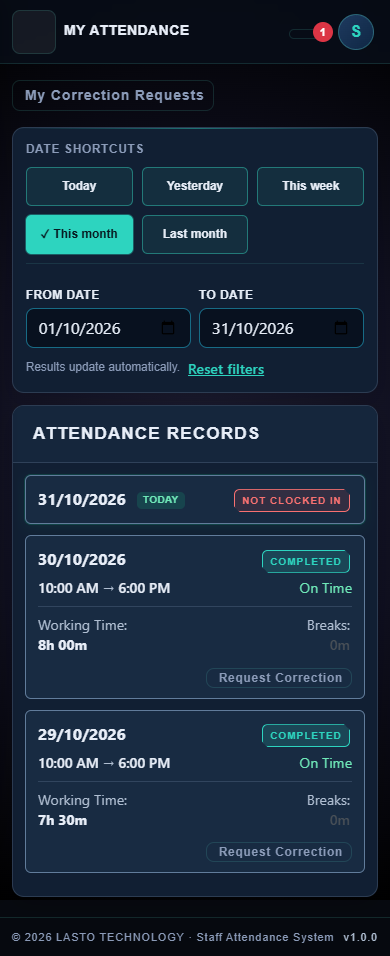 MY ATTENDANCE
1
S
My Correction Requests
DATE SHORTCUTS
Today
Yesterday
This week
✓ This month
Last month
FROM DATE
TO DATE
01/10/2026
31/10/2026
Results update automatically. Reset filters
ATTENDANCE RECORDS
31/10/2026 TODAY NOT CLOCKED IN
30/10/2026 COMPLETED
10:00 AM → 6:00 PM On Time
Working Time: Breaks:
8h 00m 0m
Request Correction
29/10/2026 COMPLETED
10:00 AM → 6:00 PM On Time
Working Time: Breaks:
7h 30m 0m
Request Correction
© 2026 LASTO TECHNOLOGY · Staff Attendance System v1.0.0